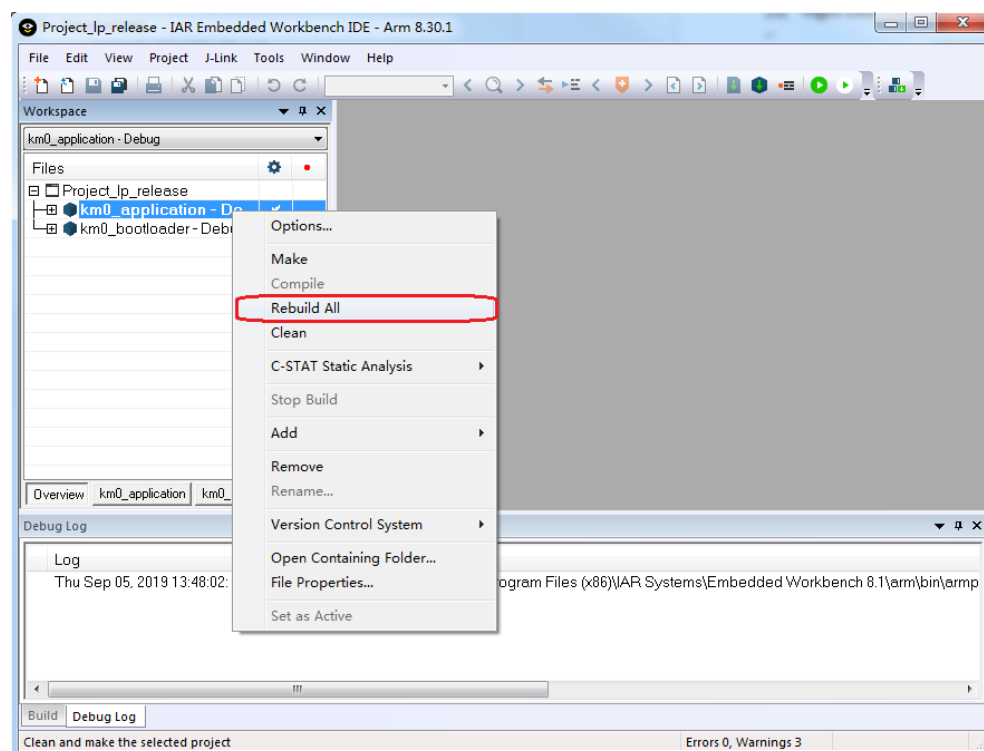 Project_lp_release - IAR Embedded Workbench IDE - Arm 8.30.1
File Edit View Project J-Link Tools Window Help
Workspace
km0_application - Debug
Files
Project_lp_release
km0_application - De
km0_bootloader - Deb
Options...
Make
Compile
Rebuild All
Clean
C-STAT Static Analysis
Stop Build
Add
Remove
Rename...
Version Control System
Open Containing Folder...
File Properties...
Set as Active
Overview km0_application km0_
Debug Log
Log
Thu Sep 05, 2019 13:48:02: ogram Files (x86)\IAR Systems\Embedded Workbench 8.1\arm\bin\armp
Build Debug Log
Clean and make the selected project Errors 0, Warnings 3